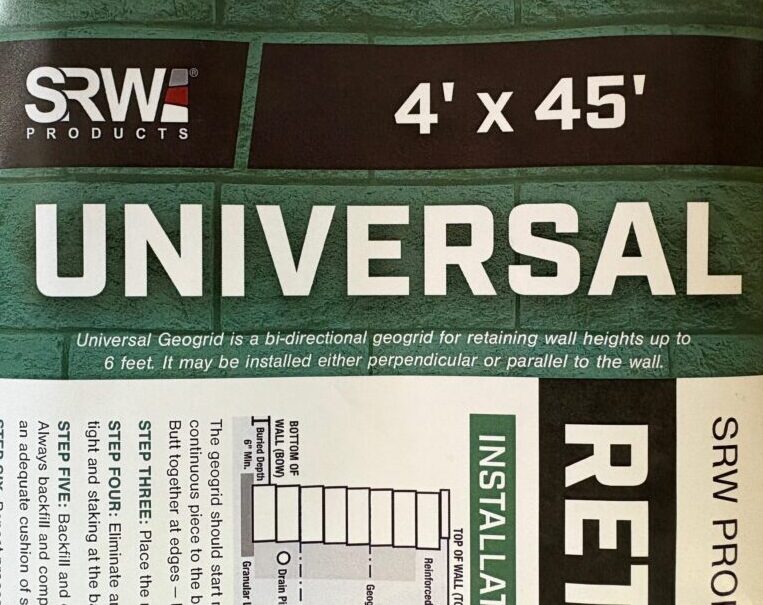 SRW®
PRODUCTS
4' x 45'
UNIVERSAL
Universal Geogrid is a bi-directional geogrid for retaining wall heights up to
6 feet. It may be installed either perpendicular or parallel to the wall.
SRW
RET
INSTALLAT
TOP OF WALL
Reinforced
BOTTOM OF
WALL (BOW)
Buried Depth
6" Min.
Drain
Granular
The geogrid should start
continuous piece to the
Butt together at edges –
STEP THREE: Place the
STEP FOUR: Eliminate
tight and staking at the
STEP FIVE: Backfill and
Always backfill and
an adequate cushion of